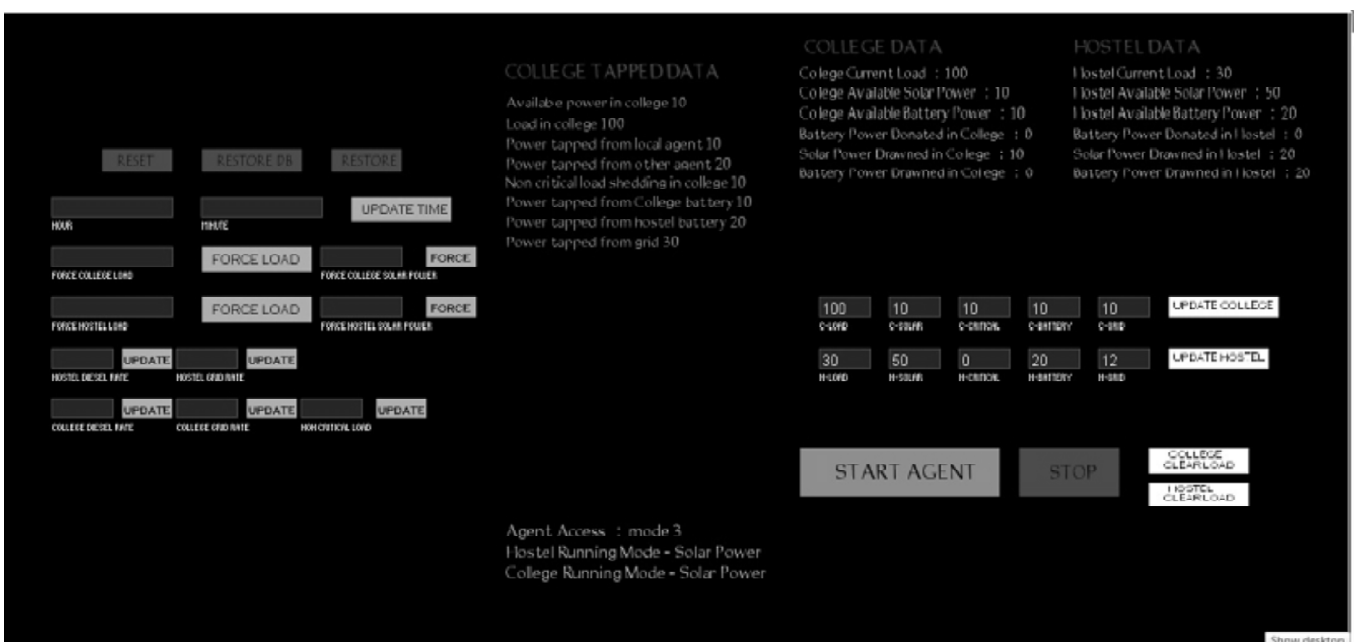 RESET RESTORE DB RESTORE
HOUR MINUTE UPDATE TIME
FORCE LOAD FORCE
FORCE COLLEGE LOAD FORCE COLLEGE SOLAR POWER
FORCE LOAD FORCE
FORCE HOSTEL LOAD FORCE HOSTEL SOLAR POWER
UPDATE UPDATE
HOSTEL DIESEL RATE HOSTEL GRID RATE
UPDATE UPDATE UPDATE
COLLEGE DIESEL RATE COLLEGE GRID RATE NON CRITICAL LOAD
COLLEGE TAPPED DATA
Available power in college 10
Load in college 100
Power tapped from local agent 10
Power tapped from other agent 20
Non critical load shedding in college 10
Power tapped from College battery 10
Power tapped from hostel battery 20
Power tapped from grid 30
Agent Access : mode 3
Hostel Running Mode - Solar Power
College Running Mode - Solar Power
COLLEGE DATA
College Current Load : 100
College Available Solar Power : 10
College Available Battery Power : 10
Battery Power Donated in College : 0
Solar Power Drawned in College : 10
Battery Power Drawned in College : 0
HOSTEL DATA
Hostel Current Load : 30
Hostel Available Solar Power : 50
Hostel Available Battery Power : 20
Battery Power Donated in Hostel : 0
Solar Power Drawned in Hostel : 20
Battery Power Drawned in Hostel : 20
100 10 10 10 10 UPDATE COLLEGE
C-LOAD C-SOLAR C-CRITICAL C-BATTERY C-GRID
30 50 0 20 12 UPDATE HOSTEL
H-LOAD H-SOLAR H-CRITICAL H-BATTERY H-GRID
START AGENT STOP
COLLEGE
CLEAR LOAD
HOSTEL
CLEAR LOAD
Show desktop